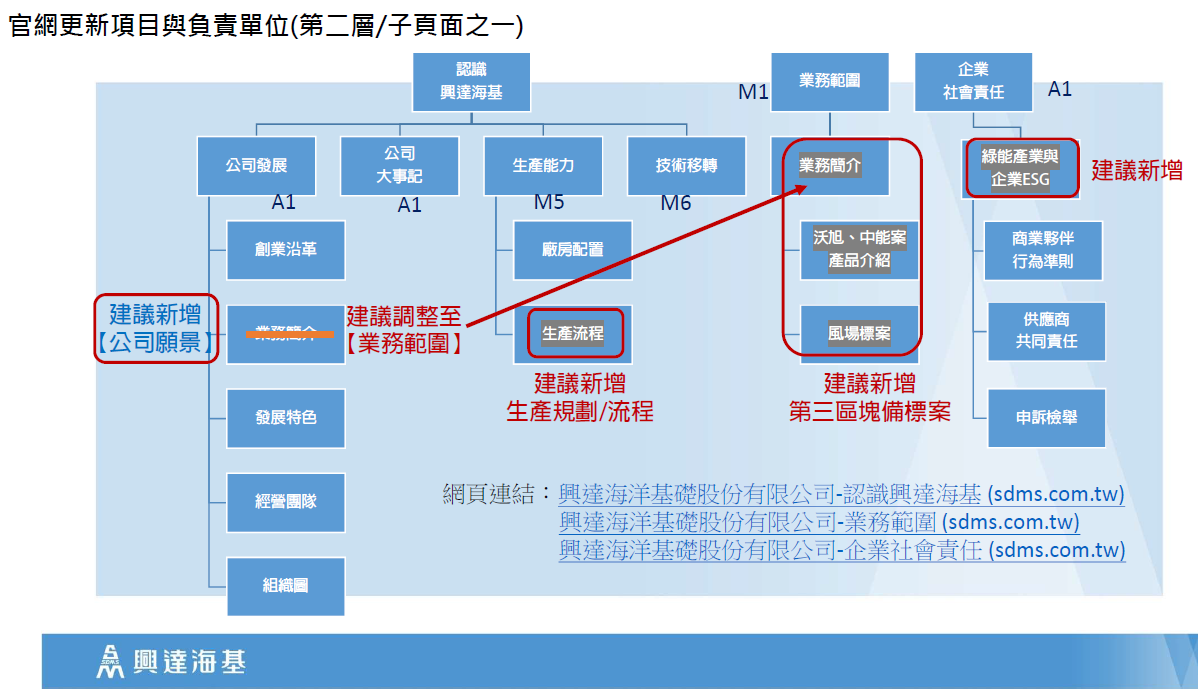 官網更新項目與負責單位(第二層/子頁面之一)
認識
興達海基
業務範圍
M1
企業
社會責任
A1
公司發展
A1
公司
大事記
A1
生產能力
M5
技術移轉
M6
業務簡介
綠能產業與
企業ESG
建議新增
創業沿革
廠房配置
沃旭、中能案
產品介紹
商業夥伴
行為準則
建議新增
【公司願景】
業務簡介
建議調整至
【業務範圍】
生產流程
風場標案
供應商
共同責任
建議新增
生產規劃/流程
建議新增
第三區塊備標案
發展特色
申訴檢舉
經營團隊
組織圖
網頁連結：興達海洋基礎股份有限公司-認識興達海基 (sdms.com.tw)
興達海洋基礎股份有限公司-業務範圍 (sdms.com.tw)
興達海洋基礎股份有限公司-企業社會責任 (sdms.com.tw)
SDMS
興達海基